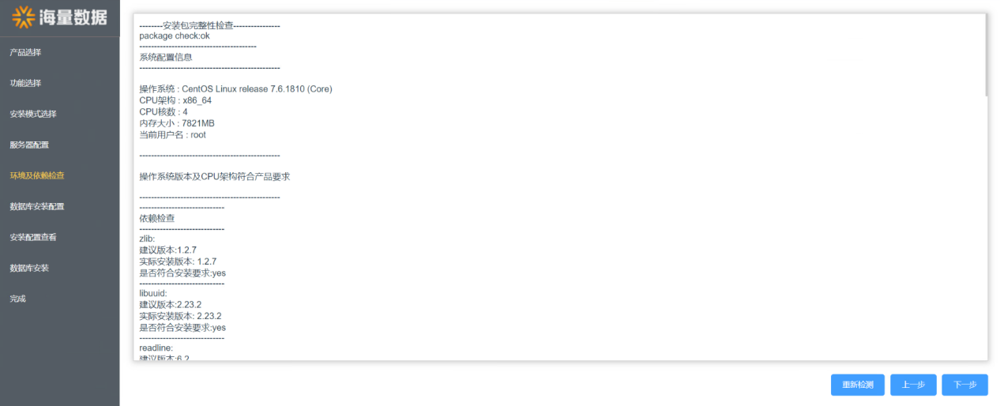 海量数据
产品选择
功能选择
安装模式选择
服务器配置
环境及依赖检查
数据库安装配置
安装配置查看
数据库安装
完成
--------安装包完整性检查----------------
package check:ok
----------------------------------------
系统配置信息
------------------------------------------------
操作系统 : CentOS Linux release 7.6.1810 (Core)
CPU架构 : x86_64
CPU核数 : 4
内存大小 : 7821MB
当前用户名 : root
------------------------------------------------
操作系统版本及CPU架构符合产品要求
------------------------------------------------
-----------------------------
依赖检查
-----------------------------
zlib:
建议版本:1.2.7
实际安装版本: 1.2.7
是否符合安装要求:yes
-----------------------------
libuuid:
建议版本:2.23.2
实际安装版本: 2.23.2
是否符合安装要求:yes
-----------------------------
readline:
建议版本:6.2
重新检测
上一步
下一步